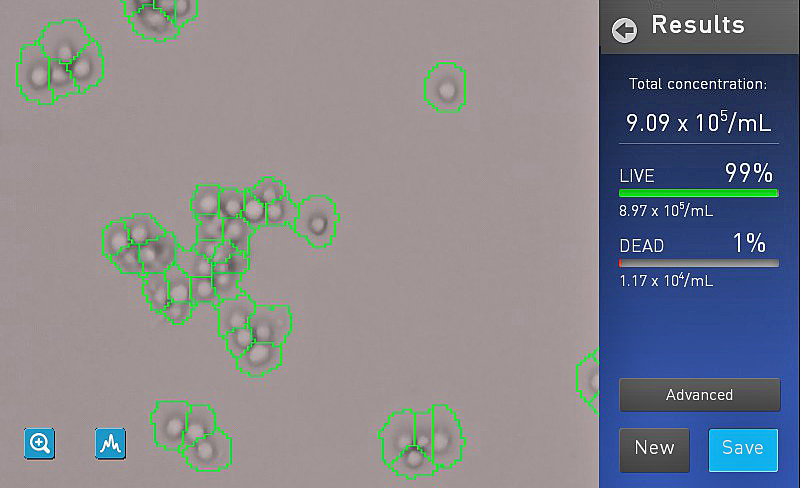 Results
Total concentration:
9.09 x 10⁵/mL
LIVE 99%
8.97 x 10⁵/mL
DEAD 1%
1.17 x 10⁴/mL
Advanced
New Save